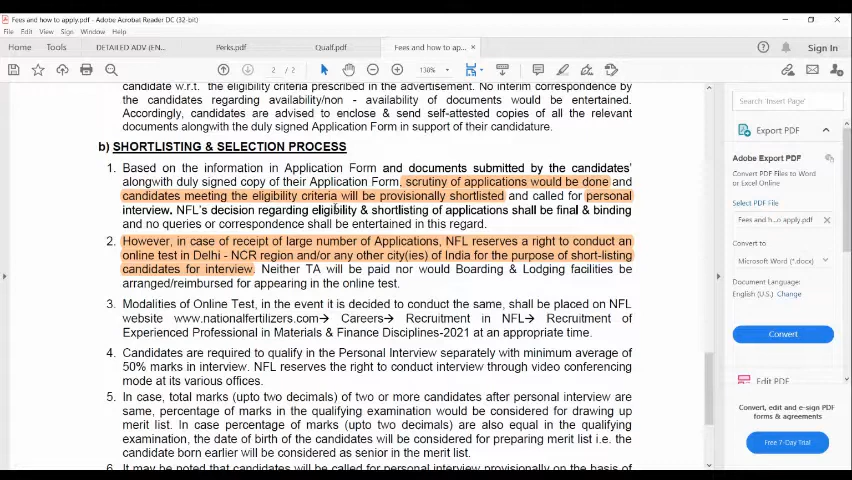 Fees and how to apply.pdf - Adobe Acrobat Reader DC (32-bit)
File Edit View Sign Window Help
Home Tools DETAILED ADV (EN... Perks.pdf Qualf.pdf Fees and how to ap... × Sign In
2 / 2 138%
candidate w.r.t. the eligibility criteria prescribed in the advertisement. No interim correspondence by
the candidates regarding availability/non - availability of documents would be entertained.
Accordingly, candidates are advised to enclose & send self-attested copies of all the relevant
documents alongwith the duly signed Application Form in support of their candidature.
b) SHORTLISTING & SELECTION PROCESS
1. Based on the information in Application Form and documents submitted by the candidates'
alongwith duly signed copy of their Application Form, scrutiny of applications would be done and
candidates meeting the eligibility criteria will be provisionally shortlisted and called for personal
interview. NFL's decision regarding eligibility & shortlisting of applications shall be final & binding
and no queries or correspondence shall be entertained in this regard.
2. However, in case of receipt of large number of Applications, NFL reserves a right to conduct an
online test in Delhi - NCR region and/or any other city(ies) of India for the purpose of short-listing
candidates for interview. Neither TA will be paid nor would Boarding & Lodging facilities be
arranged/reimbursed for appearing in the online test.
3. Modalities of Online Test, in the event it is decided to conduct the same, shall be placed on NFL
website www.nationalfertilizers.com→ Careers→ Recruitment in NFL→ Recruitment of
Experienced Professional in Materials & Finance Disciplines-2021 at an appropriate time.
4. Candidates are required to qualify in the Personal Interview separately with minimum average of
50% marks in interview. NFL reserves the right to conduct interview through video conferencing
mode at its various offices.
5. In case, total marks (upto two decimals) of two or more candidates after personal interview are
same, percentage of marks in the qualifying examination would be considered for drawing up
merit list. In case percentage of marks (upto two decimals) are also equal in the qualifying
examination, the date of birth of the candidates will be considered for preparing merit list i.e. the
candidate born earlier will be considered as senior in the merit list.
6. It may be noted that candidates will be called for personal interview provisionally on the basis of
Search 'Insert Page'
Export PDF
Adobe Export PDF
Convert PDF Files to Word
or Excel Online
Select PDF File
Fees and h...o apply.pdf ×
Convert to
Microsoft Word (*.docx)
Document Language:
English (U.S.) Change
Convert
Edit PDF
Convert, edit and e-sign PDF
forms & agreements
Free 7-Day Trial